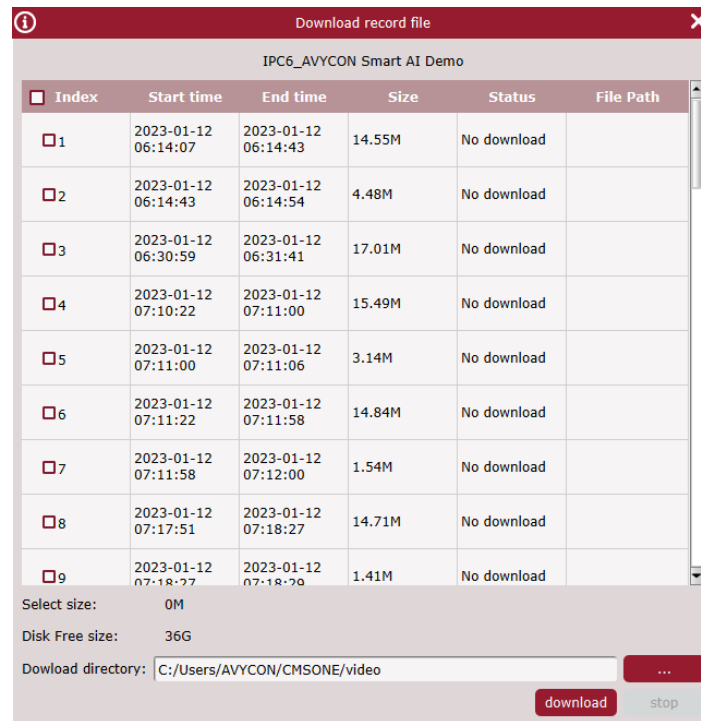 Download record file
IPC6_AVYCON Smart AI Demo
Index Start time End time Size Status File Path
1 2023-01-12 06:14:07 2023-01-12 06:14:43 14.55M No download
2 2023-01-12 06:14:43 2023-01-12 06:14:54 4.48M No download
3 2023-01-12 06:30:59 2023-01-12 06:31:41 17.01M No download
4 2023-01-12 07:10:22 2023-01-12 07:11:00 15.49M No download
5 2023-01-12 07:11:00 2023-01-12 07:11:06 3.14M No download
6 2023-01-12 07:11:22 2023-01-12 07:11:58 14.84M No download
7 2023-01-12 07:11:58 2023-01-12 07:12:00 1.54M No download
8 2023-01-12 07:17:51 2023-01-12 07:18:27 14.71M No download
9 2023-01-12 07:18:27 2023-01-12 07:18:29 1.41M No download
Select size: 0M
Disk Free size: 36G
Dowload directory: C:/Users/AVYCON/CMSONE/video ...
download stop